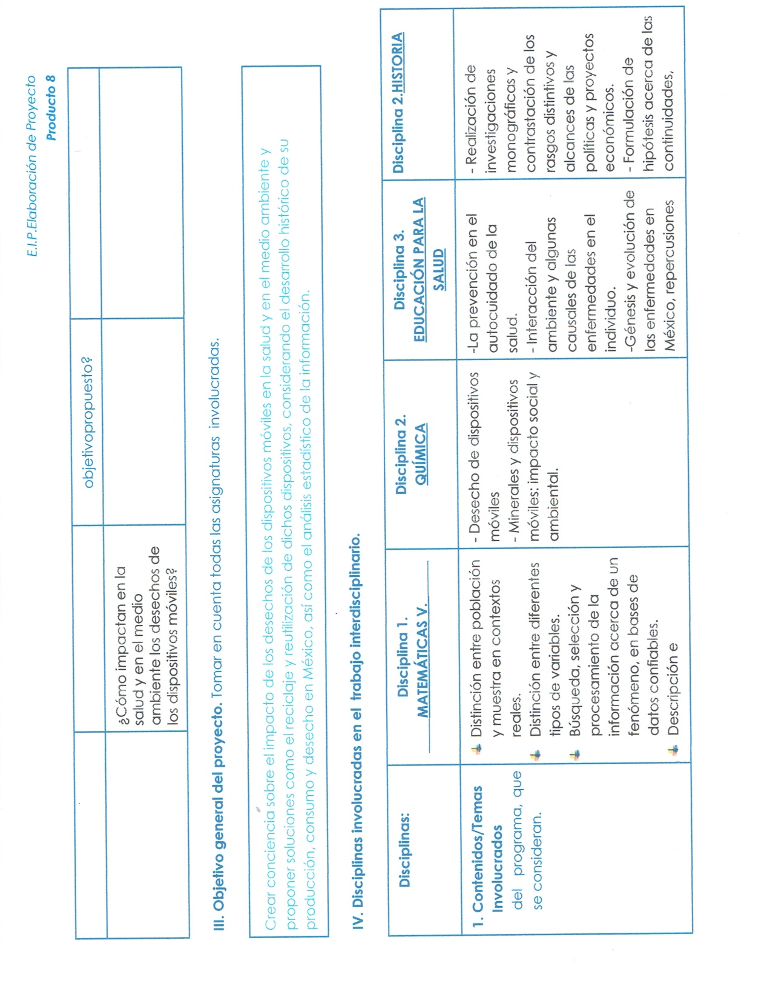 E.I.P.Elaboración de Proyecto
Producto 8
objetivopropuesto?
¿Cómo impactan en la
salud y en el medio
ambiente los desechos de
los dispositivos móviles?
III. Objetivo general del proyecto. Tomar en cuenta todas las asignaturas involucradas.
Crear conciencia sobre el impacto de los desechos de los dispositivos móviles en la salud y en el medio ambiente y
proponer soluciones como el reciclaje y reutilización de dichos dispositivos, considerando el desarrollo histórico de su
producción, consumo y desecho en México, así como el análisis estadístico de la información.
IV. Disciplinas involucradas en el trabajo interdisciplinario.
Disciplinas:
Disciplina 1.
MATEMÁTICAS V.
Disciplina 2.
QUÍMICA
Disciplina 3.
EDUCACIÓN PARA LA
SALUD
Disciplina 2.HISTORIA
1. Contenidos/Temas
Involucrados
del programa, que
se consideran.
Distinción entre población
y muestra en contextos
reales.
Distinción entre diferentes
tipos de variables.
Búsqueda, selección y
procesamiento de la
información acerca de un
fenómeno, en bases de
datos confiables.
Descripción e
- Desecho de dispositivos
móviles
- Minerales y dispositivos
móviles: impacto social y
ambiental.
-La prevención en el
autocuidado de la
salud.
- Interacción del
ambiente y algunas
causales de las
enfermedades en el
individuo.
-Génesis y evolución de
las enfermedades en
México, repercusiones
- Realización de
investigaciones
monográficas y
contrastación de los
rasgos distintivos y
alcances de las
políticas y proyectos
económicos.
- Formulación de
hipótesis acerca de las
continuidades,